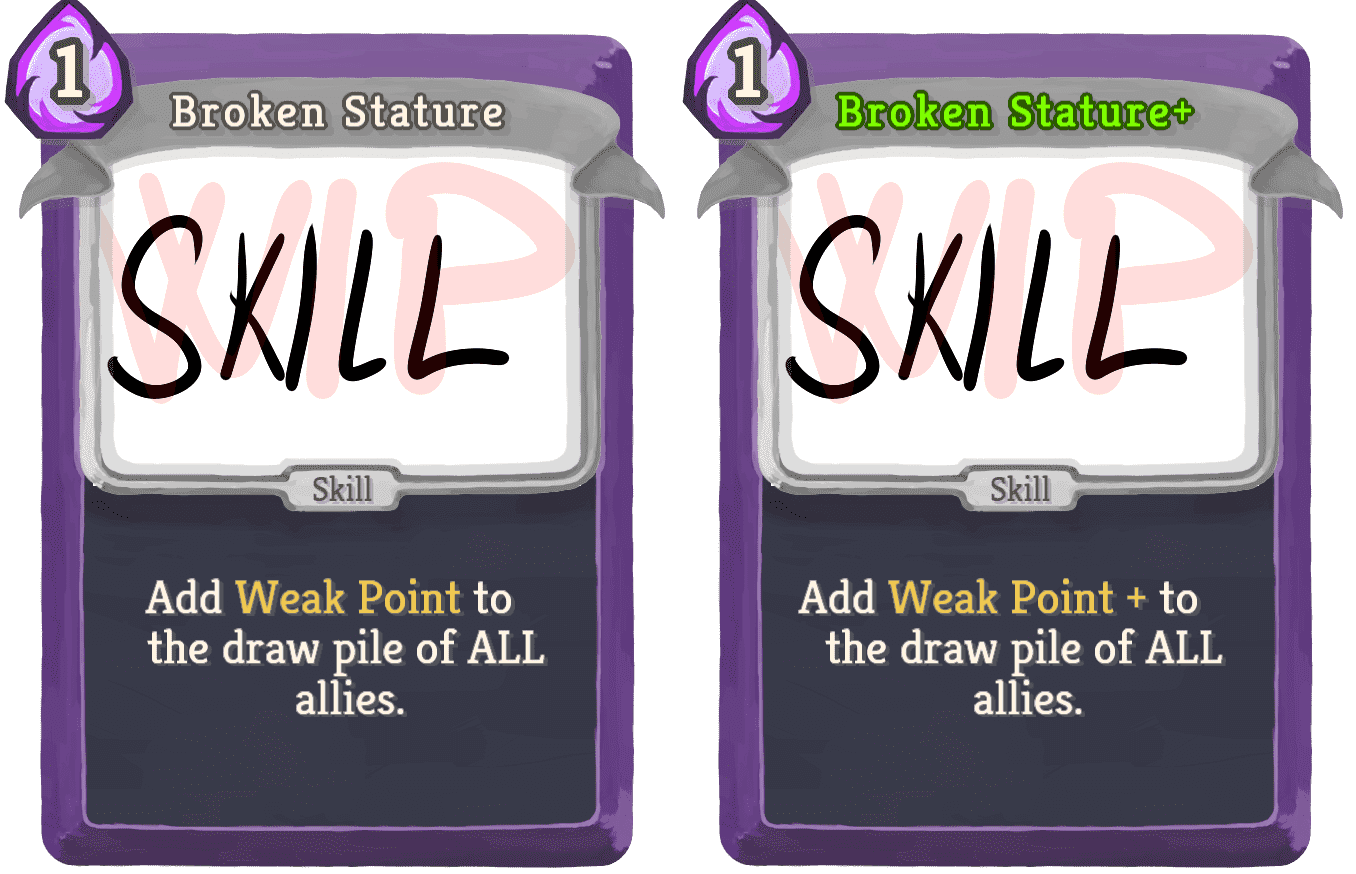 1
Broken Stature
WIP
SKILL
Skill
Add Weak Point to
the draw pile of ALL
allies.
1
Broken Stature+
WIP
SKILL
Skill
Add Weak Point + to
the draw pile of ALL
allies.